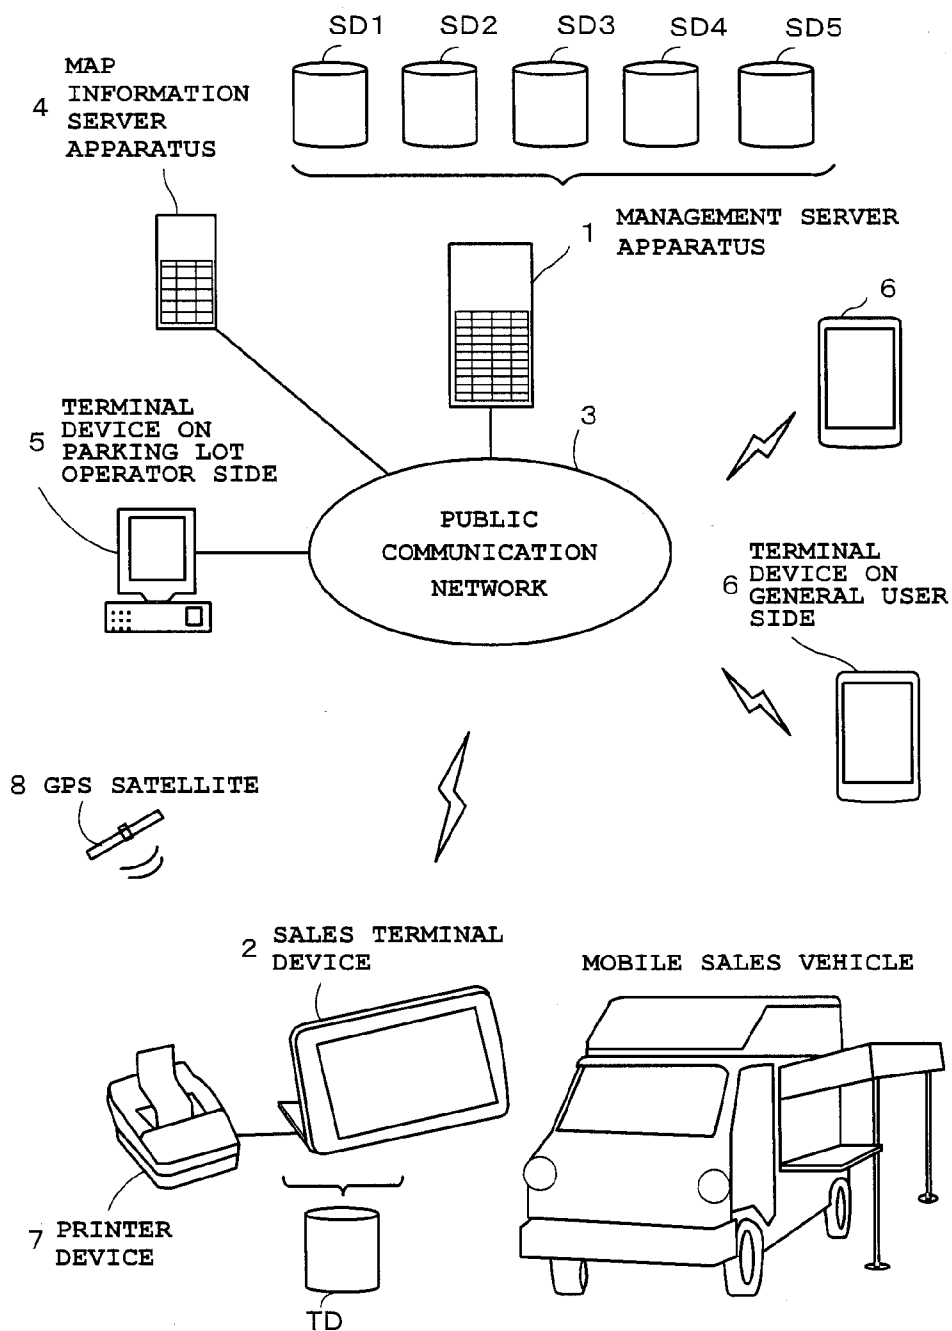 SD1 SD2 SD3 SD4 SD5
4 MAP
INFORMATION
SERVER
APPARATUS
1 MANAGEMENT SERVER
APPARATUS
6
5 TERMINAL
DEVICE ON
PARKING LOT
OPERATOR SIDE
3
PUBLIC
COMMUNICATION
NETWORK
6 TERMINAL
DEVICE ON
GENERAL USER
SIDE
8 GPS SATELLITE
2 SALES TERMINAL
DEVICE
MOBILE SALES VEHICLE
7 PRINTER
DEVICE
TD